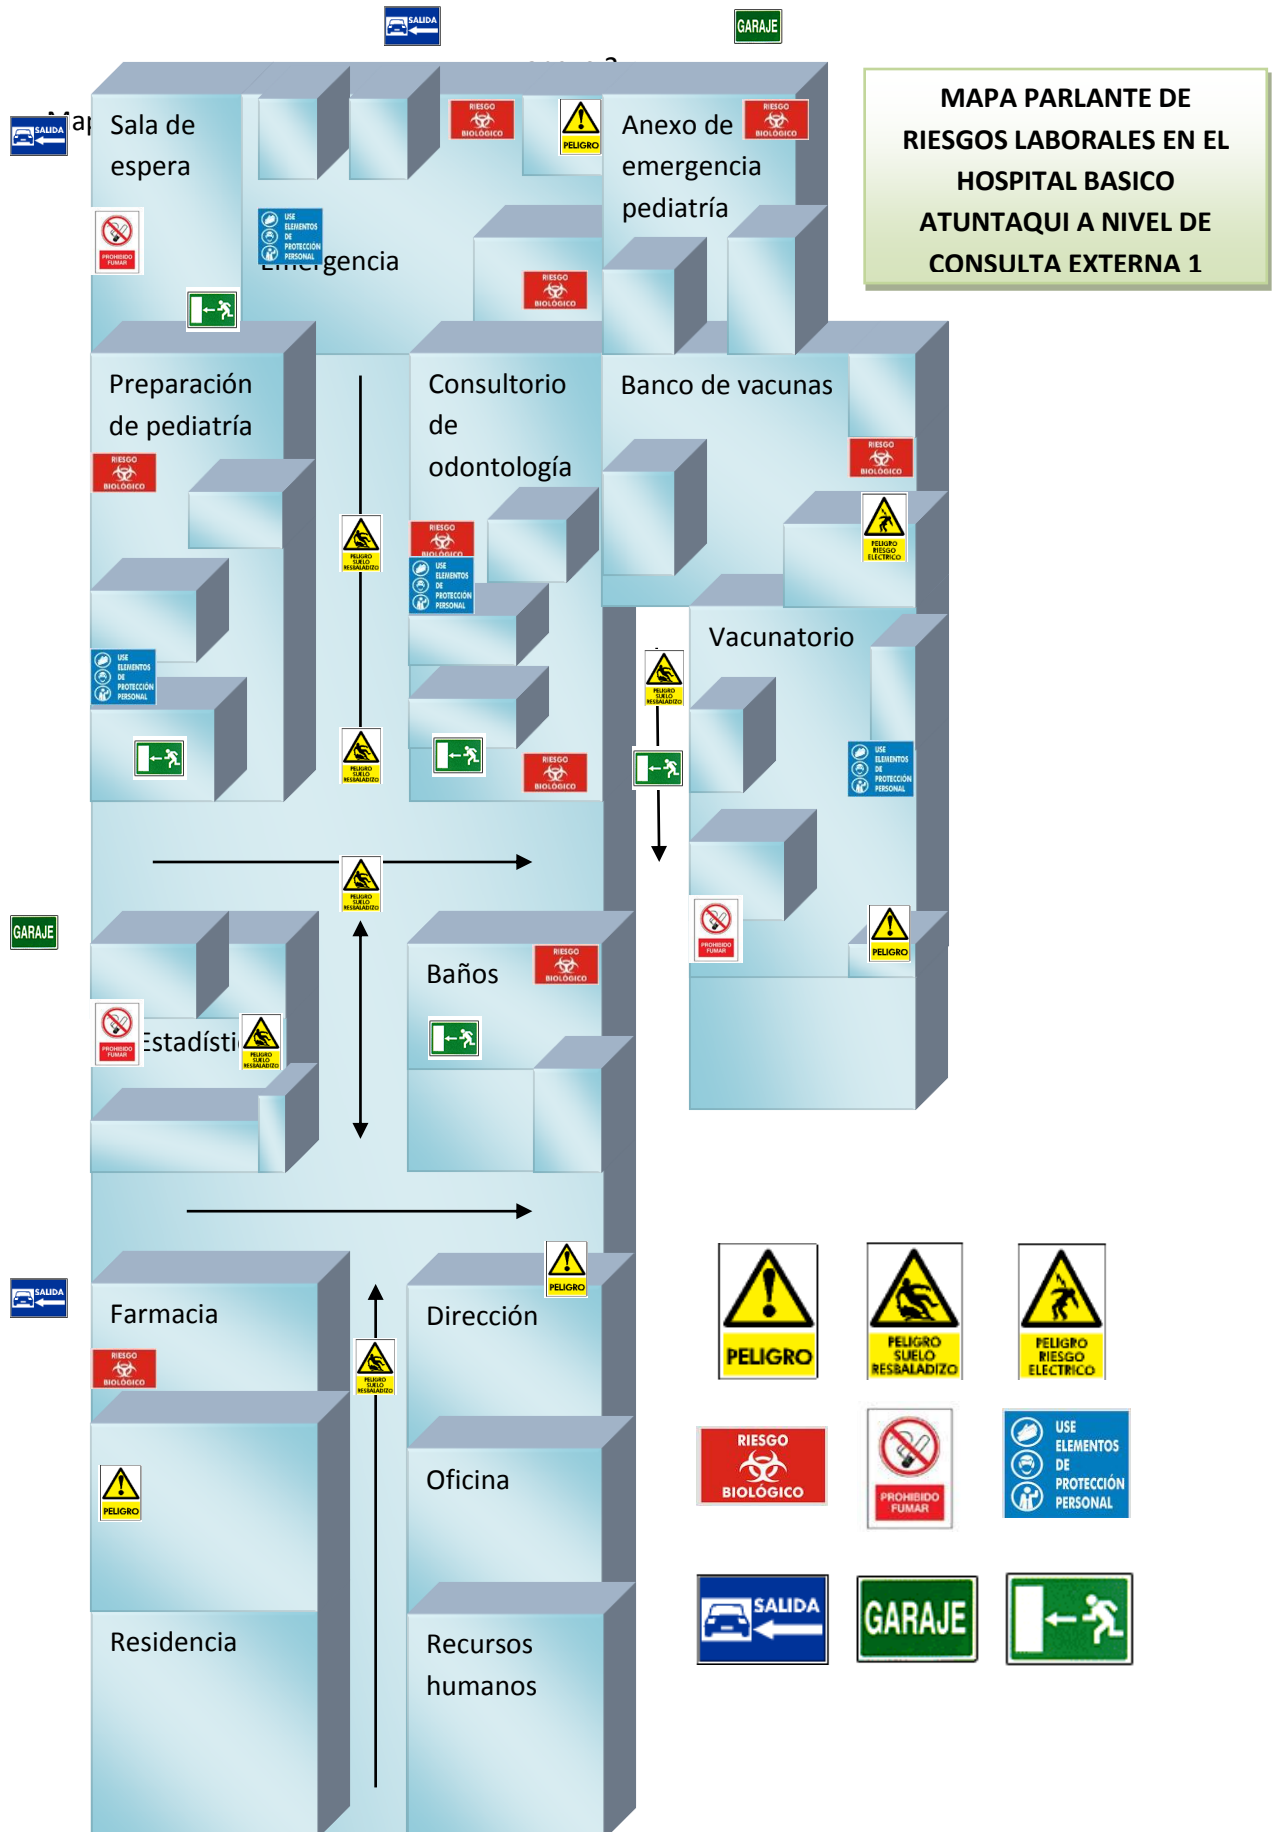 SALIDA
GARAJE
SALIDA
Sala de
espera
RIESGO
BIOLÓGICO
PELIGRO
Anexo de
emergencia
pediatría
RIESGO
BIOLÓGICO
MAPA PARLANTE DE
RIESGOS LABORALES EN EL
HOSPITAL BASICO
ATUNTAQUI A NIVEL DE
CONSULTA EXTERNA 1
PROHIBIDO
FUMAR
USE
ELEMENTOS
DE
PROTECCIÓN
PERSONAL
Emergencia
RIESGO
BIOLÓGICO
Preparación
de pediatría
RIESGO
BIOLÓGICO
Consultorio
de
odontología
Banco de vacunas
RIESGO
BIOLÓGICO
PELIGRO
SUELO
RESBALADIZO
RIESGO
BIOLÓGICO
USE
ELEMENTOS
DE
PROTECCIÓN
PERSONAL
PELIGRO
RIESGO
ELECTRICO
USE
ELEMENTOS
DE
PROTECCIÓN
PERSONAL
PELIGRO
SUELO
RESBALADIZO
Vacunatorio
PELIGRO
SUELO
RESBALADIZO
RIESGO
BIOLÓGICO
USE
ELEMENTOS
DE
PROTECCIÓN
PERSONAL
PELIGRO
SUELO
RESBALADIZO
PROHIBIDO
FUMAR
PELIGRO
GARAJE
Baños
RIESGO
BIOLÓGICO
PROHIBIDO
FUMAR
Estadísti
PELIGRO
SUELO
RESBALADIZO
SALIDA
Farmacia
RIESGO
BIOLÓGICO
PELIGRO
SUELO
RESBALADIZO
PELIGRO
Dirección
PELIGRO
Oficina
Residencia
Recursos
humanos
PELIGRO
PELIGRO
SUELO
RESBALADIZO
PELIGRO
RIESGO
ELECTRICO
RIESGO
BIOLÓGICO
PROHIBIDO
FUMAR
USE
ELEMENTOS
DE
PROTECCIÓN
PERSONAL
SALIDA
GARAJE